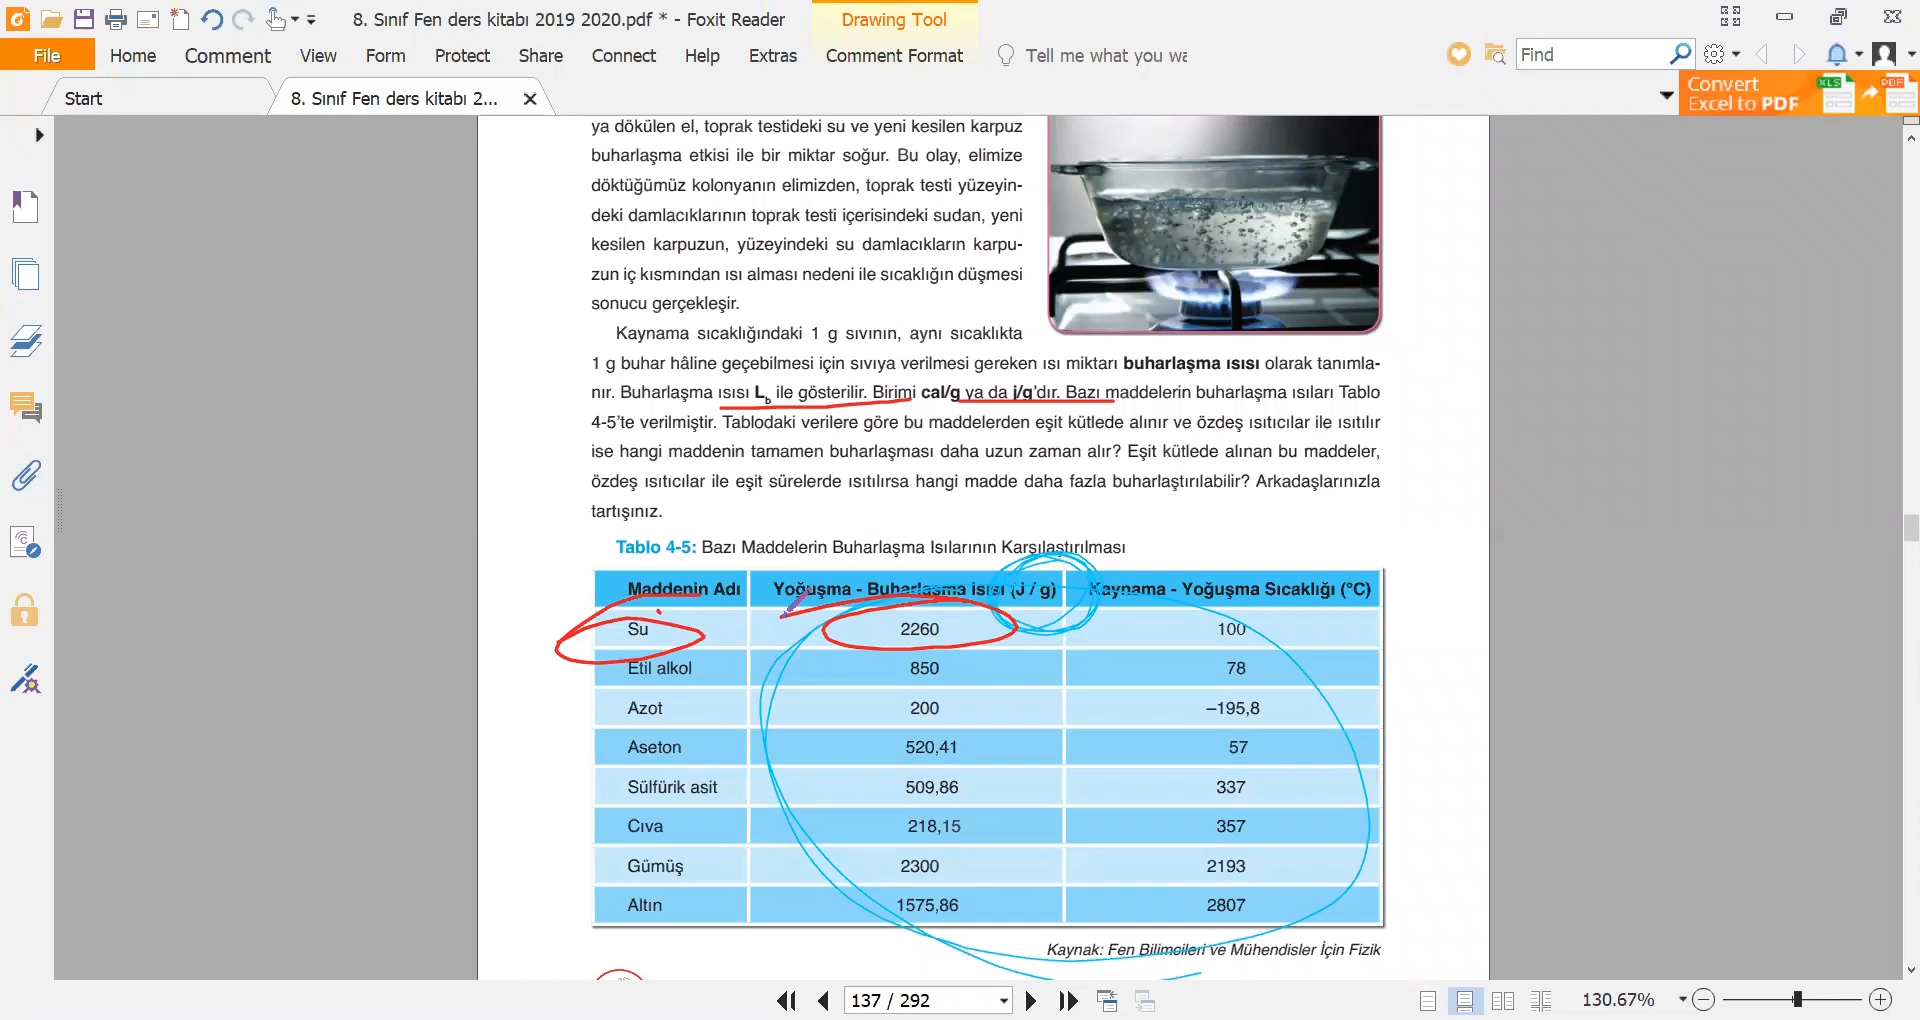 8. Sınıf Fen ders kitabı 2019 2020.pdf * - Foxit Reader
Drawing Tool
File Home Comment View Form Protect Share Connect Help Extras Comment Format Tell me what you wa
Find
Start
8. Sınıf Fen ders kitabı 2...
Convert
Excel to PDF
XLS
PDF
ya dökülen el, toprak testideki su ve yeni kesilen karpuz
buharlaşma etkisi ile bir miktar soğur. Bu olay, elimize
döktüğümüz kolonyanın elimizden, toprak testi yüzeyin-
deki damlacıklarının toprak testi içerisindeki sudan, yeni
kesilen karpuzun, yüzeyindeki su damlacıkların karpu-
zun iç kısmından ısı alması nedeni ile sıcaklığın düşmesi
sonucu gerçekleşir.
Kaynama sıcaklığındaki 1 g sıvının, aynı sıcaklıkta
1 g buhar hâline geçebilmesi için sıvıya verilmesi gereken ısı miktarı buharlaşma ısısı olarak tanımla-
nır. Buharlaşma ısısı Lb ile gösterilir. Birimi cal/g ya da j/g'dır. Bazı maddelerin buharlaşma ısıları Tablo
4-5'te verilmiştir. Tablodaki verilere göre bu maddelerden eşit kütlede alınır ve özdeş ısıtıcılar ile ısıtılır
ise hangi maddenin tamamen buharlaşması daha uzun zaman alır? Eşit kütlede alınan bu maddeler,
özdeş ısıtıcılar ile eşit sürelerde ısıtılırsa hangi madde daha fazla buharlaştırılabilir? Arkadaşlarınızla
tartışınız.
Tablo 4-5: Bazı Maddelerin Buharlaşma Isılarının Karşılaştırılması
Maddenin Adı Yoğuşma - Buharlaşma Isısı (J / g) Kaynama - Yoğuşma Sıcaklığı (°C)
Su 2260 100
Etil alkol 850 78
Azot 200 –195,8
Aseton 520,41 57
Sülfürik asit 509,86 337
Cıva 218,15 357
Gümüş 2300 2193
Altın 1575,86 2807
Kaynak: Fen Bilimcileri ve Mühendisler İçin Fizik
137 / 292
130.67%